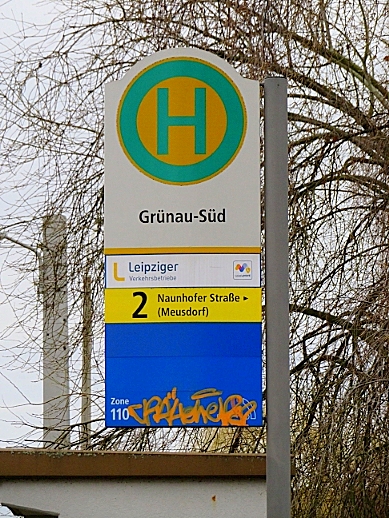 H
Grünau-Süd
Leipziger
Verkehrsbetriebe
2 Naunhofer Straße ▸
(Meusdorf)
Zone
110